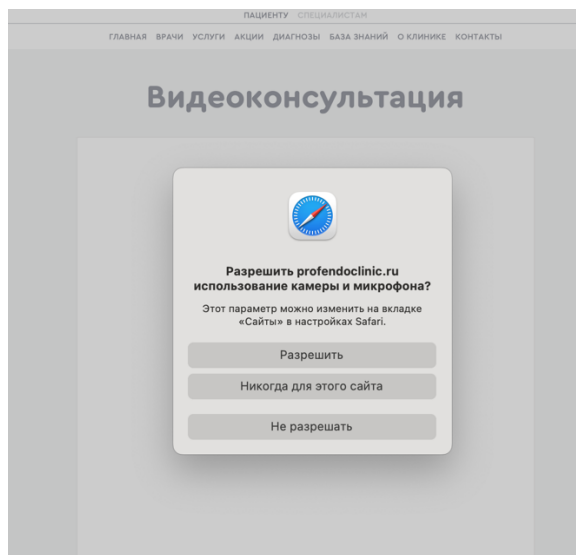 ПАЦИЕНТУ СПЕЦИАЛИСТАМ
ГЛАВНАЯ ВРАЧИ УСЛУГИ АКЦИИ ДИАГНОЗЫ БАЗА ЗНАНИЙ О КЛИНИКЕ КОНТАКТЫ
Видеоконсультация
Разрешить profendoclinic.ru
использование камеры и микрофона?
Этот параметр можно изменить на вкладке
«Сайты» в настройках Safari.
Разрешить
Никогда для этого сайта
Не разрешать